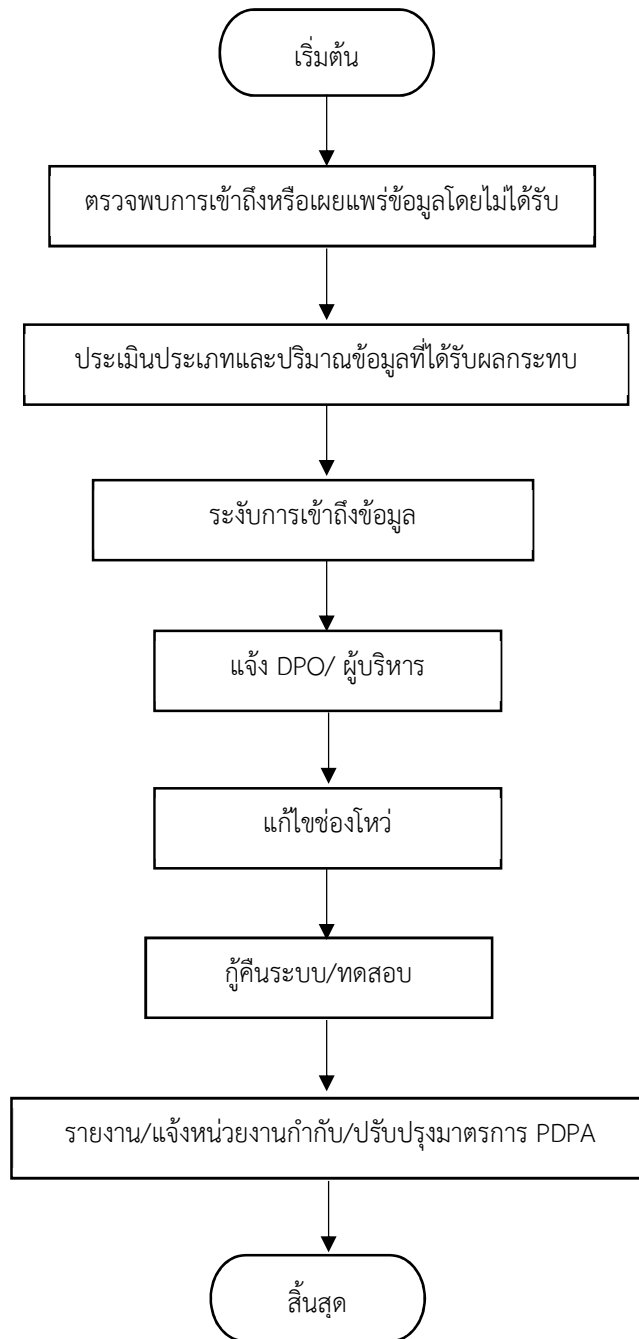 เริ่มต้น
ตรวจพบการเข้าถึงหรือเผยแพร่ข้อมูลโดยไม่ได้รับ
ประเมินประเภทและปริมาณข้อมูลที่ได้รับผลกระทบ
ระงับการเข้าถึงข้อมูล
แจ้ง DPO/ ผู้บริหาร
แก้ไขช่องโหว่
กู้คืนระบบ/ทดสอบ
รายงาน/แจ้งหน่วยงานกำกับ/ปรับปรุงมาตรการ PDPA
สิ้นสุด